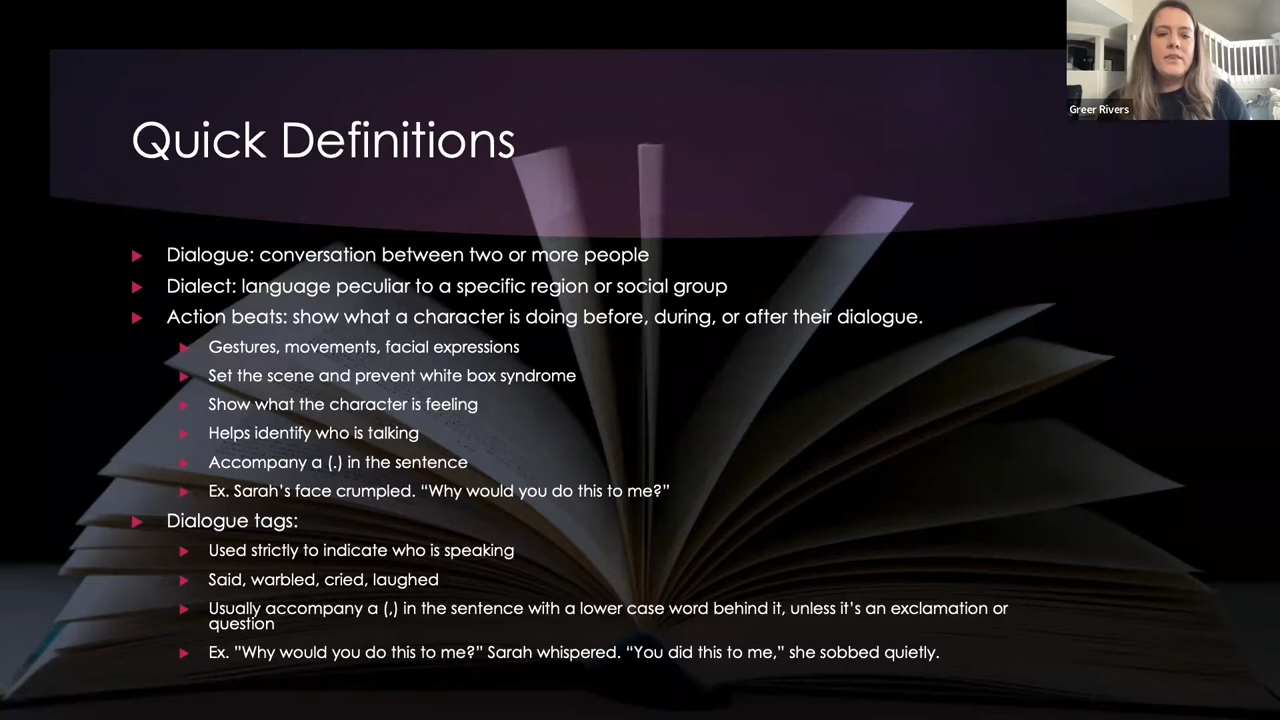 Greer Rivers
Quick Definitions
Dialogue: conversation between two or more people
Dialect: language peculiar to a specific region or social group
Action beats: show what a character is doing before, during, or after their dialogue.
Gestures, movements, facial expressions
Set the scene and prevent white box syndrome
Show what the character is feeling
Helps identify who is talking
Accompany a (.) in the sentence
Ex. Sarah’s face crumpled. “Why would you do this to me?”
Dialogue tags:
Used strictly to indicate who is speaking
Said, warbled, cried, laughed
Usually accompany a (,) in the sentence with a lower case word behind it, unless it’s an exclamation or
question
Ex. ”Why would you do this to me?” Sarah whispered. “You did this to me,” she sobbed quietly.